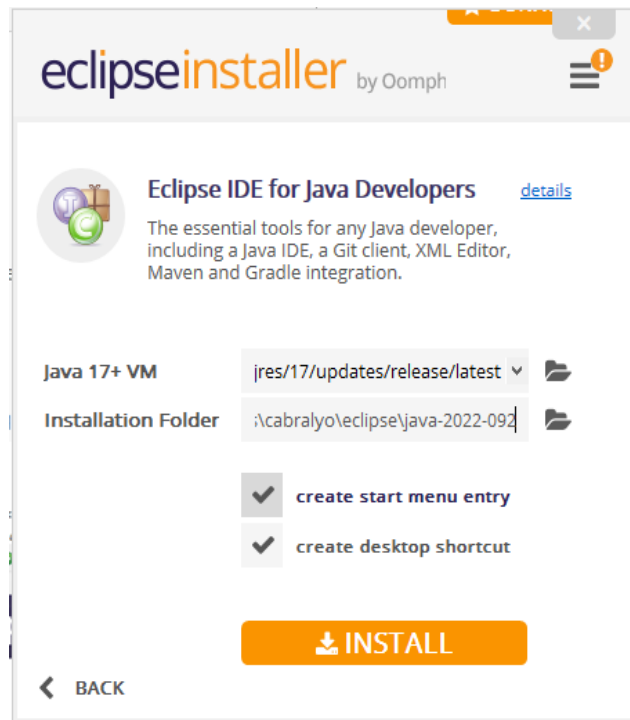 eclipseinstaller by Oomph
Eclipse IDE for Java Developers details
The essential tools for any Java developer,
including a Java IDE, a Git client, XML Editor,
Maven and Gradle integration.
Java 17+ VM jres/17/updates/release/latest
Installation Folder s\cabralyo\eclipse\java-2022-092
create start menu entry
create desktop shortcut
INSTALL
BACK